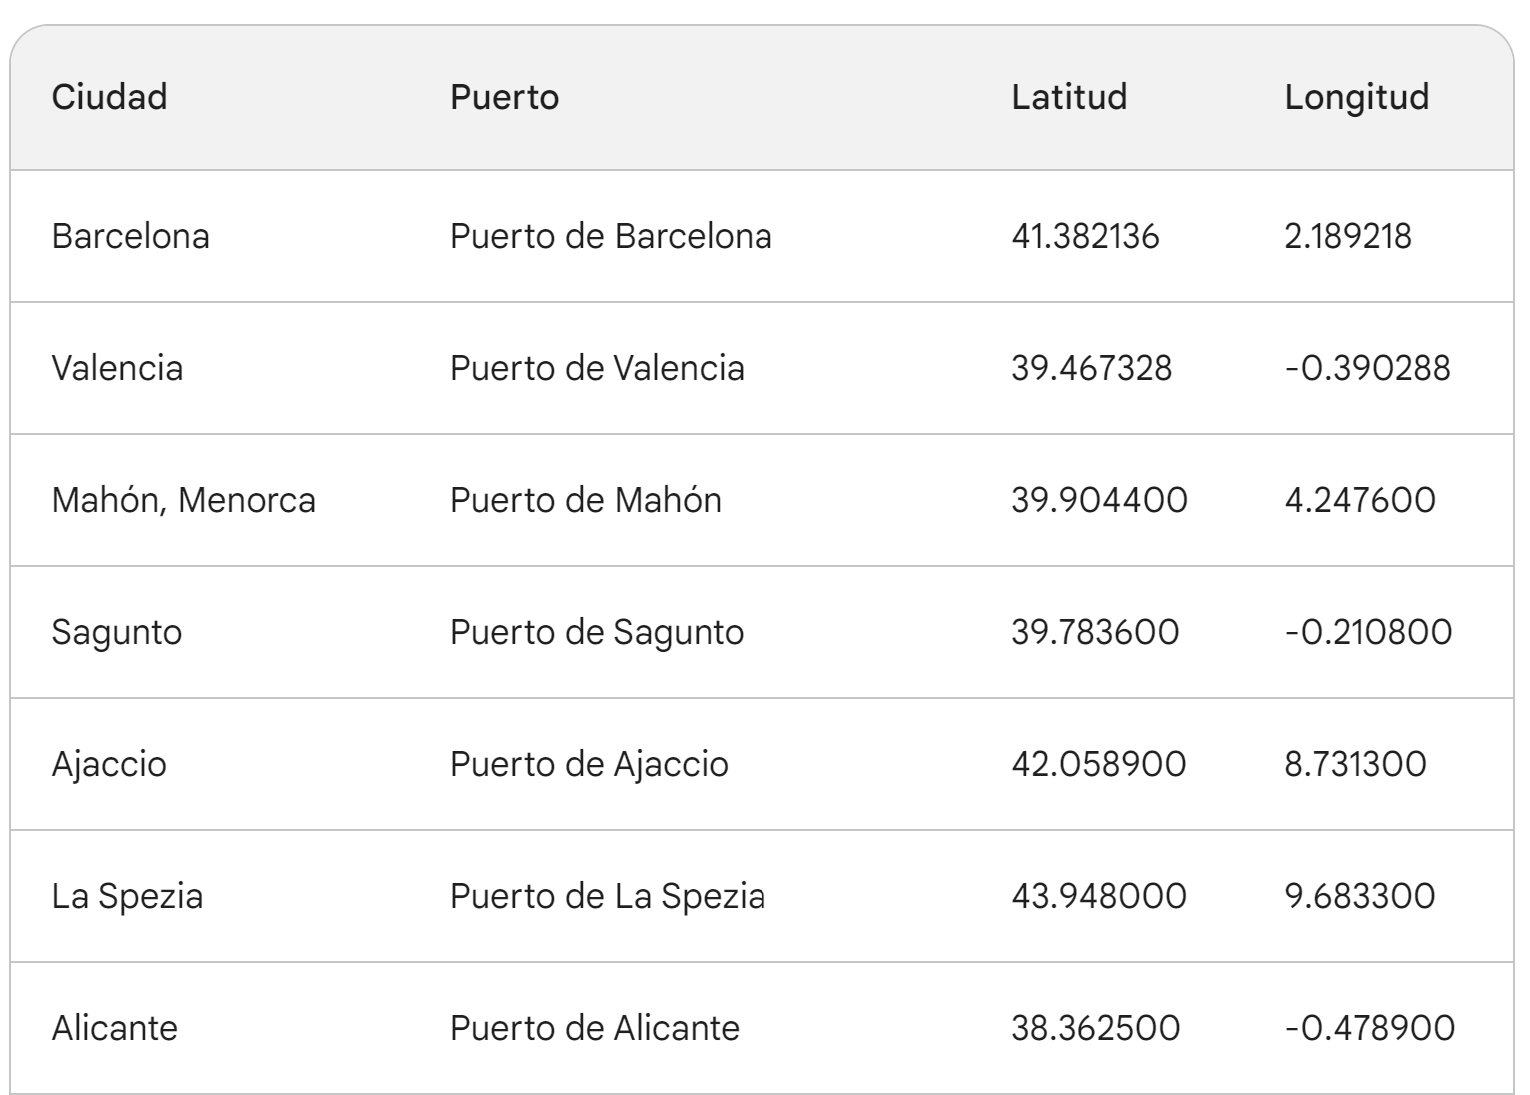 Ciudad Puerto Latitud Longitud
Barcelona Puerto de Barcelona 41.382136 2.189218
Valencia Puerto de Valencia 39.467328 -0.390288
Mahón, Menorca Puerto de Mahón 39.904400 4.247600
Sagunto Puerto de Sagunto 39.783600 -0.210800
Ajaccio Puerto de Ajaccio 42.058900 8.731300
La Spezia Puerto de La Spezia 43.948000 9.683300
Alicante Puerto de Alicante 38.362500 -0.478900